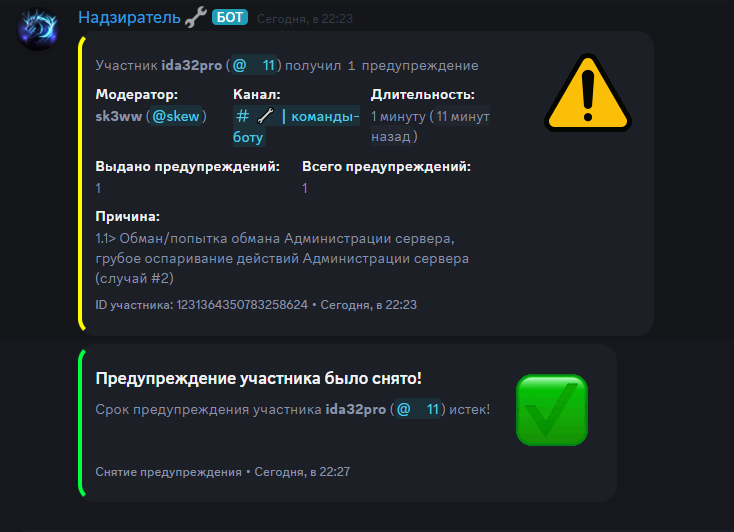 Надзиратель БОТ Сегодня, в 22:23
Участник ida32pro (@ 11) получил 1 предупреждение
Модератор: Канал: Длительность:
sk3ww (@skew ) # | команды-боту 1 минуту ( 11 минут назад )
Выдано предупреждений: Всего предупреждений:
1 1
Причина:
1.1> Обман/попытка обмана Администрации сервера,
грубое оспаривание действий Администрации сервера
(случай #2)
ID участника: 1231364350783258624 • Сегодня, в 22:23
Предупреждение участника было снято!
Срок предупреждения участника ida32pro (@ 11) истек!
Снятие предупреждения • Сегодня, в 22:27